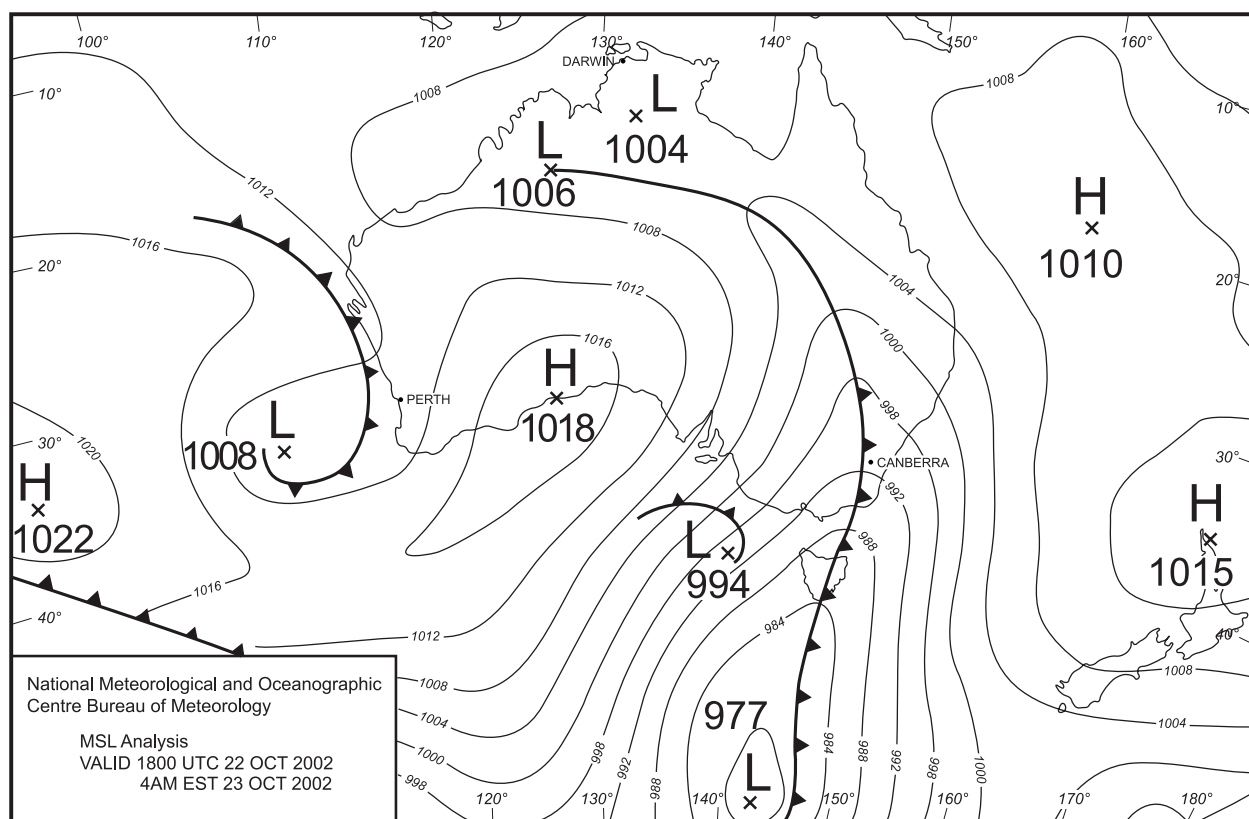 100° 110° 120° 130° 140° 150° 160°
DARWIN
10° 10°
1008 1008
L
1004
L
1006
1012
H
1010
1016 1008
20° 20°
1012 1004
1000
1016
H
1018
PERTH
998
L
1008
30° 30°
1020
H
1022
CANBERRA
992
H
1015
988
L
994
1016
40° 40°
984
1012
1008 1008
1004 1004
1000
998
977
L
998 992 988 984 988 992 998 1000
120° 130° 140° 150° 160° 170° 180°
National Meteorological and Oceanographic
Centre Bureau of Meteorology
MSL Analysis
VALID 1800 UTC 22 OCT 2002
4AM EST 23 OCT 2002